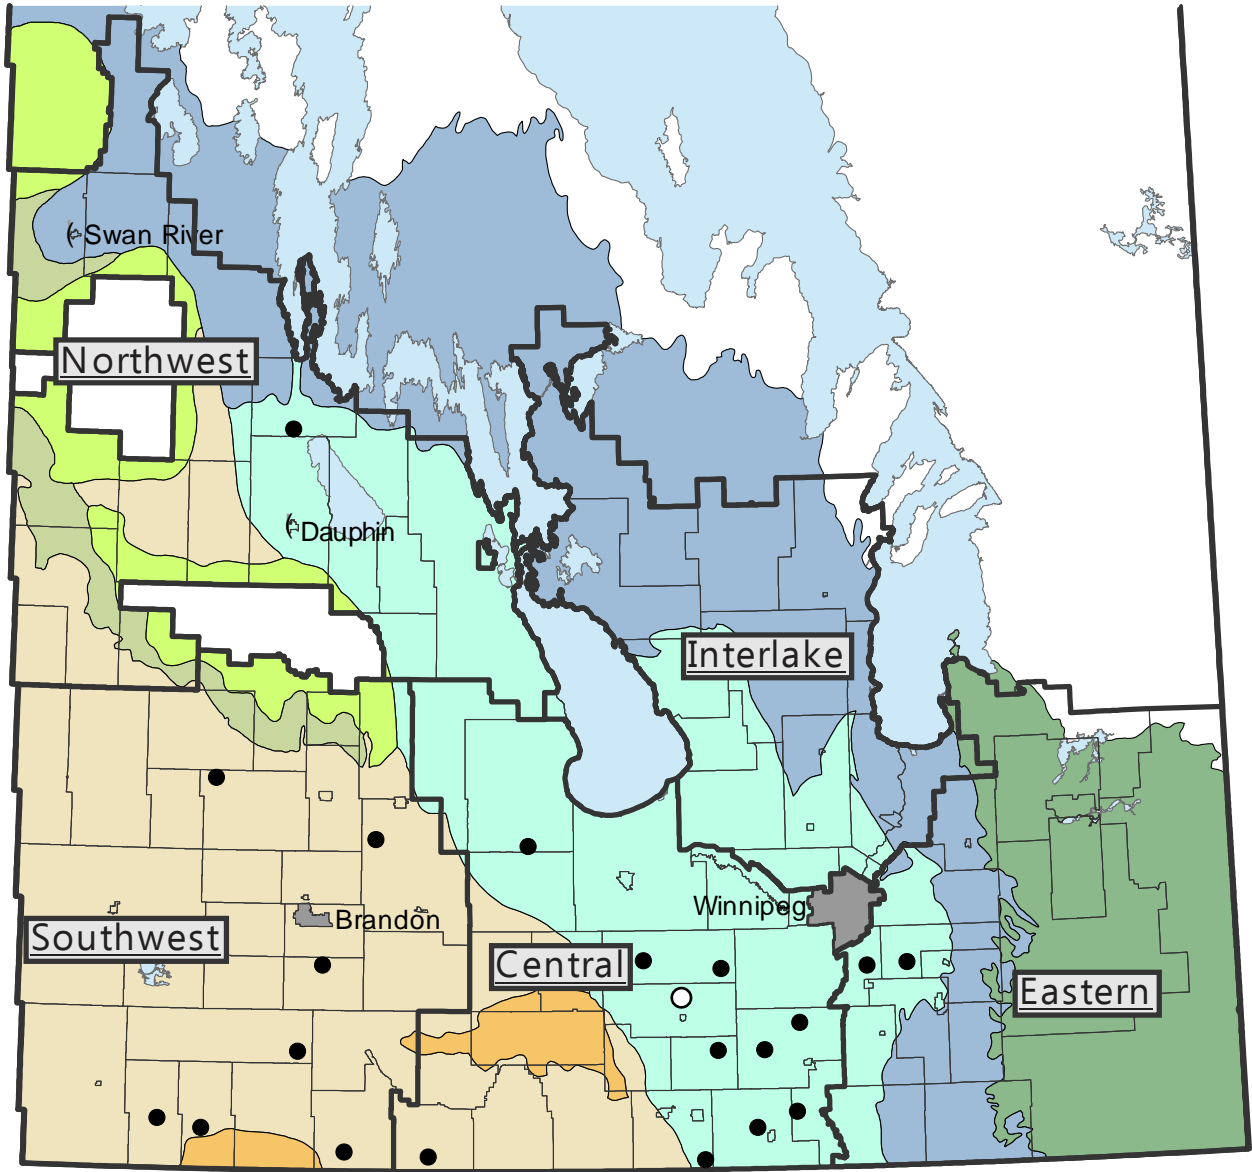 Swan River
Northwest
Dauphin
Interlake
Winnipeg
Brandon
Southwest
Central
Eastern